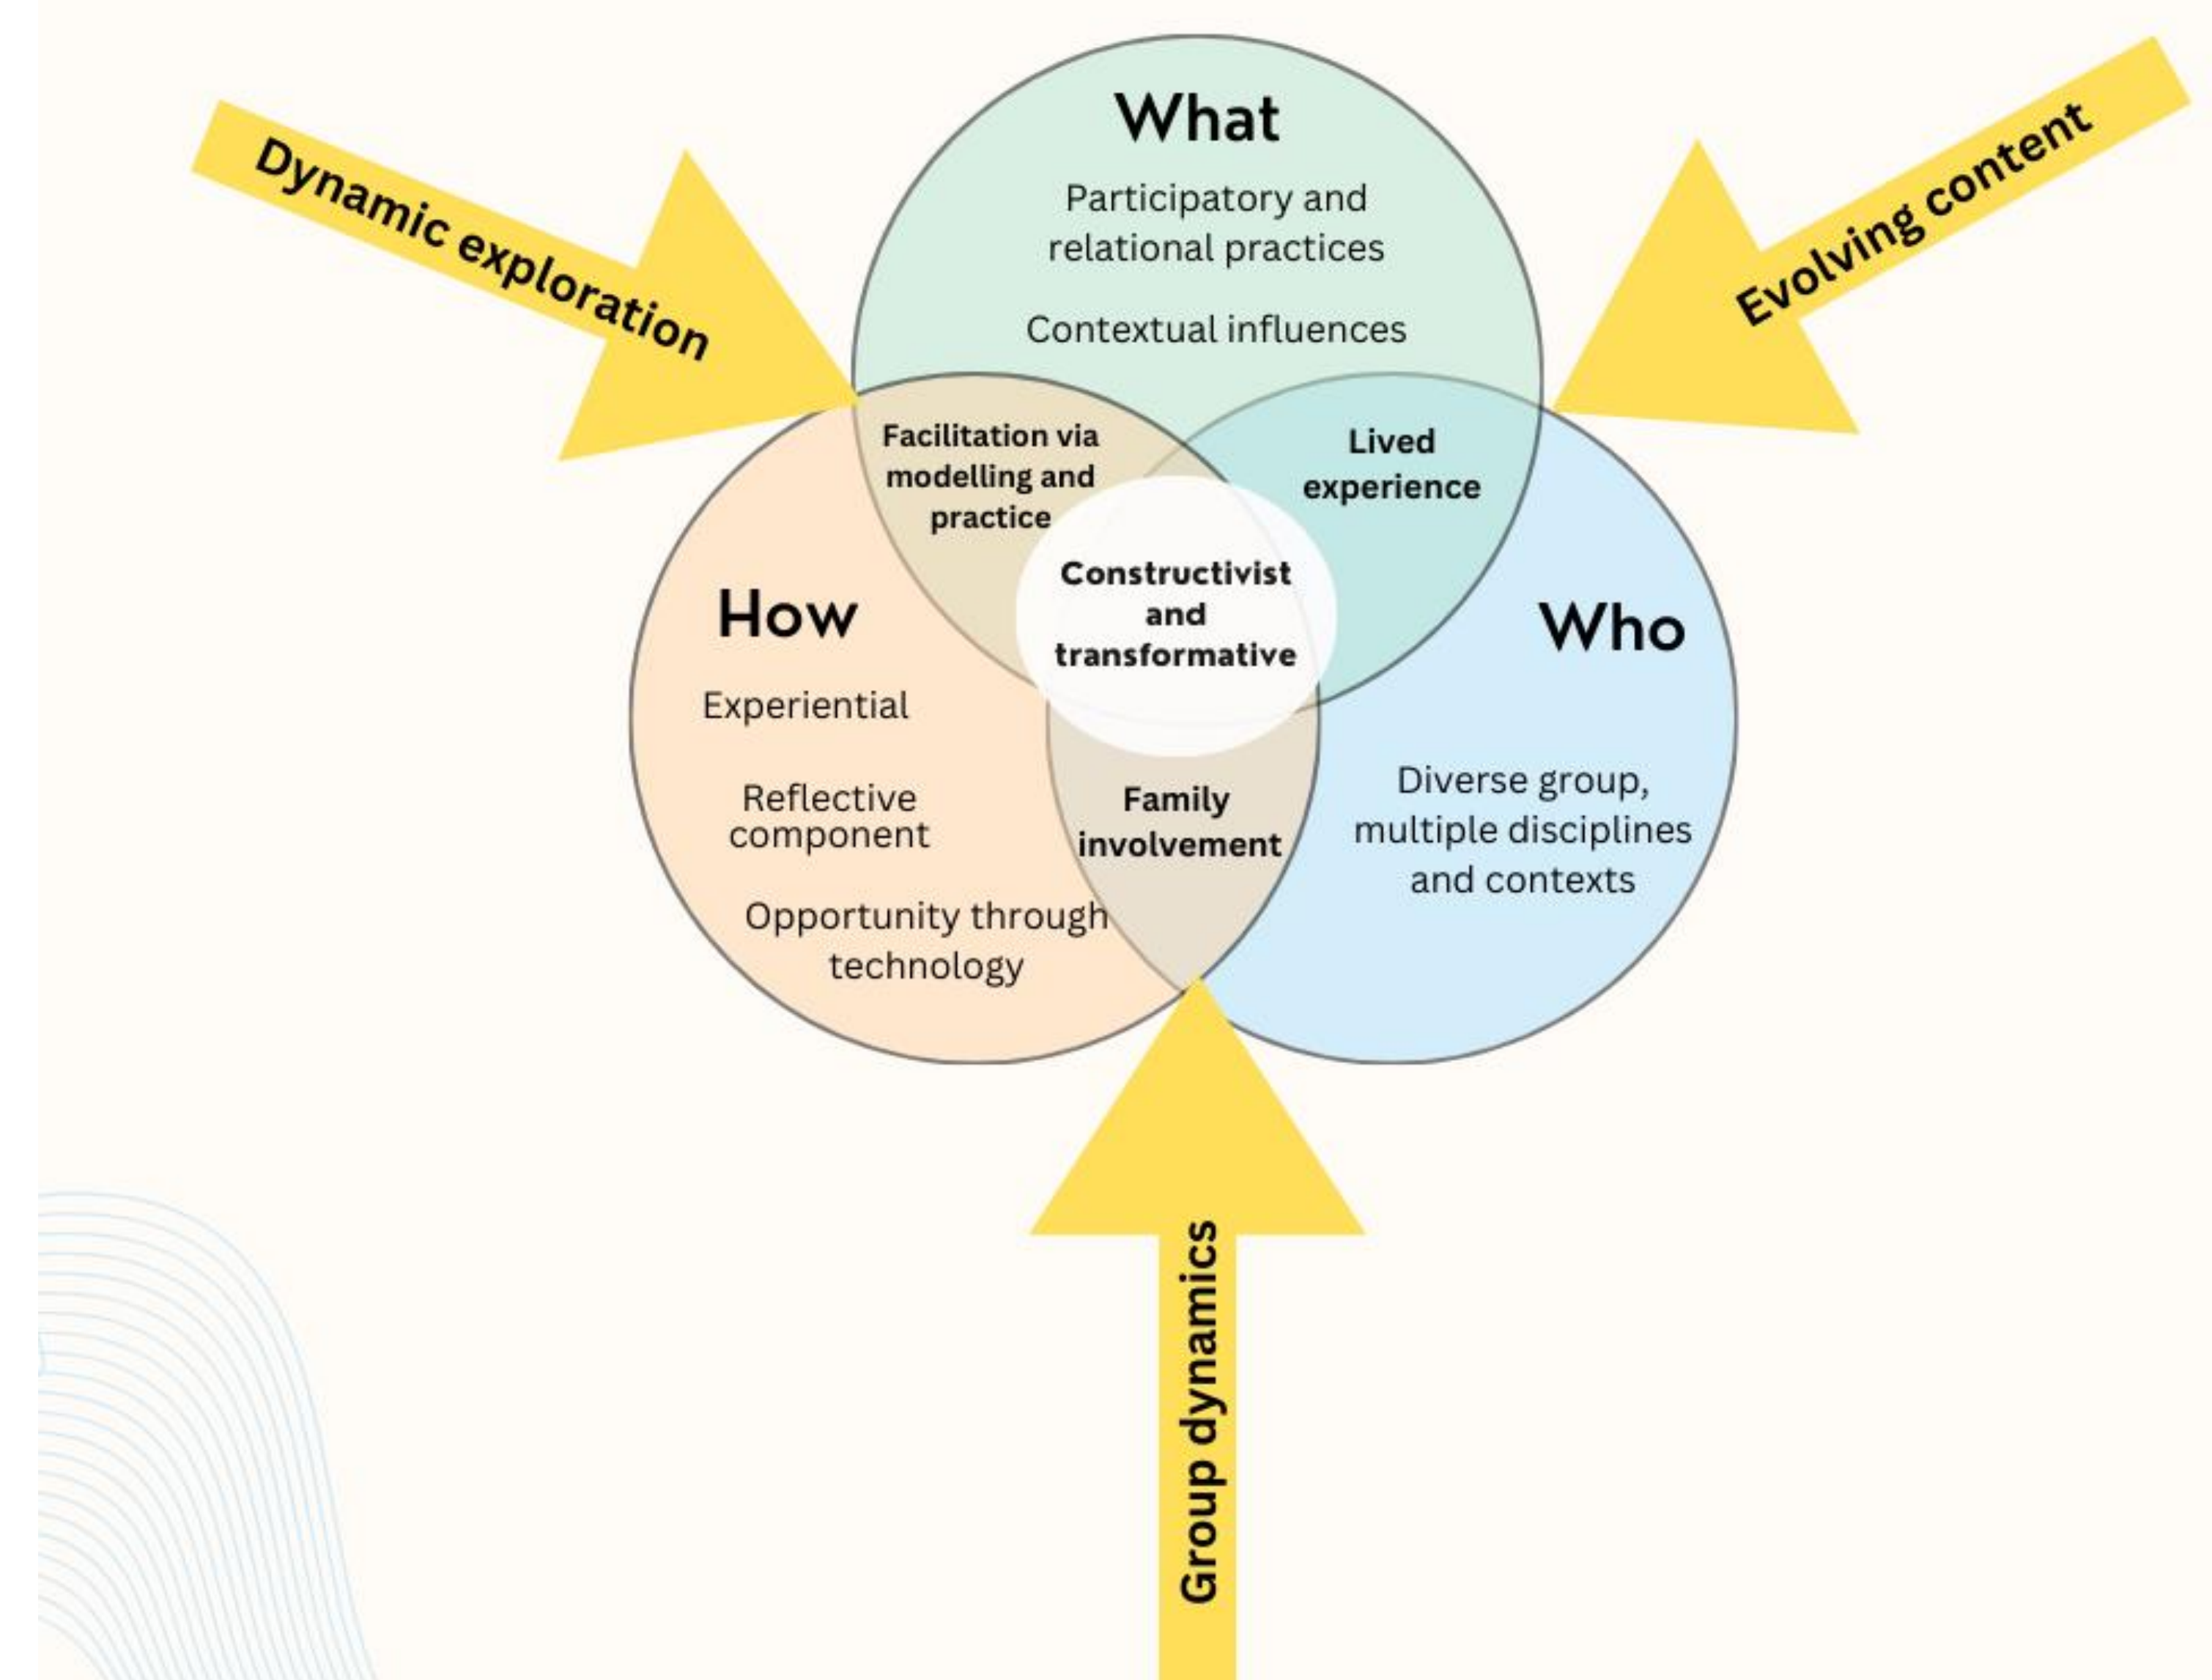 Dynamic exploration
Evolving content
What
Participatory and
relational practices
Contextual influences
Facilitation via
modelling and
practice
Lived
experience
Constructivist
and
transformative
How
Experiential
Reflective
component
Opportunity through
technology
Who
Diverse group,
multiple disciplines
and contexts
Family
involvement
Group dynamics